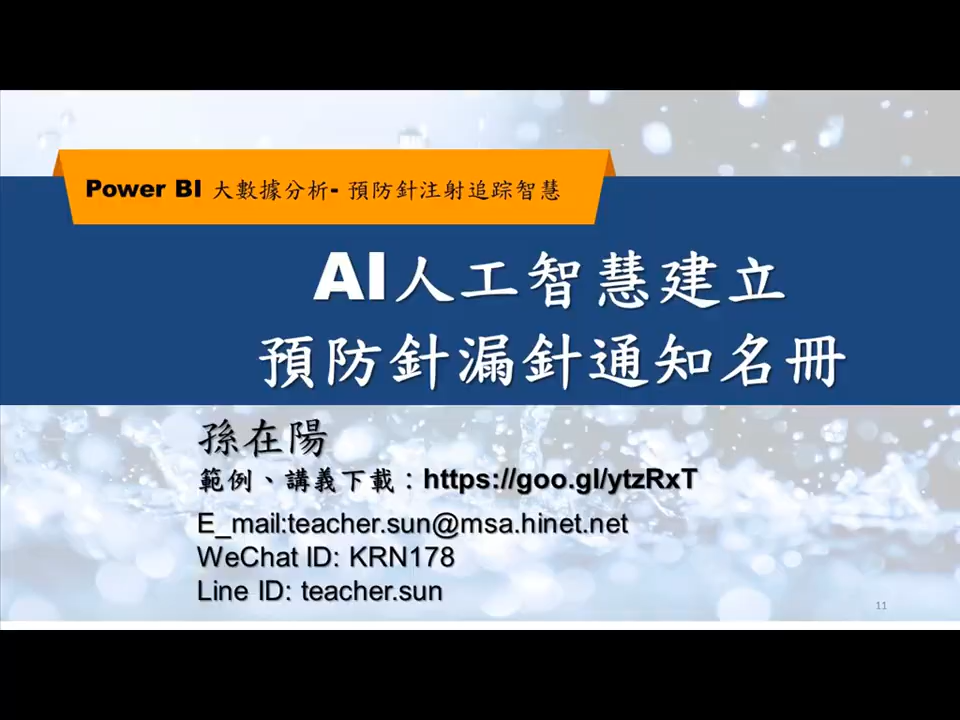 Power BI 大數據分析- 預防針注射追踪智慧
AI人工智慧建立
預防針漏針通知名冊
孫在陽
範例、講義下載：https://goo.gl/ytzRxT
E_mail:teacher.sun@msa.hinet.net
WeChat ID: KRN178
Line ID: teacher.sun
11